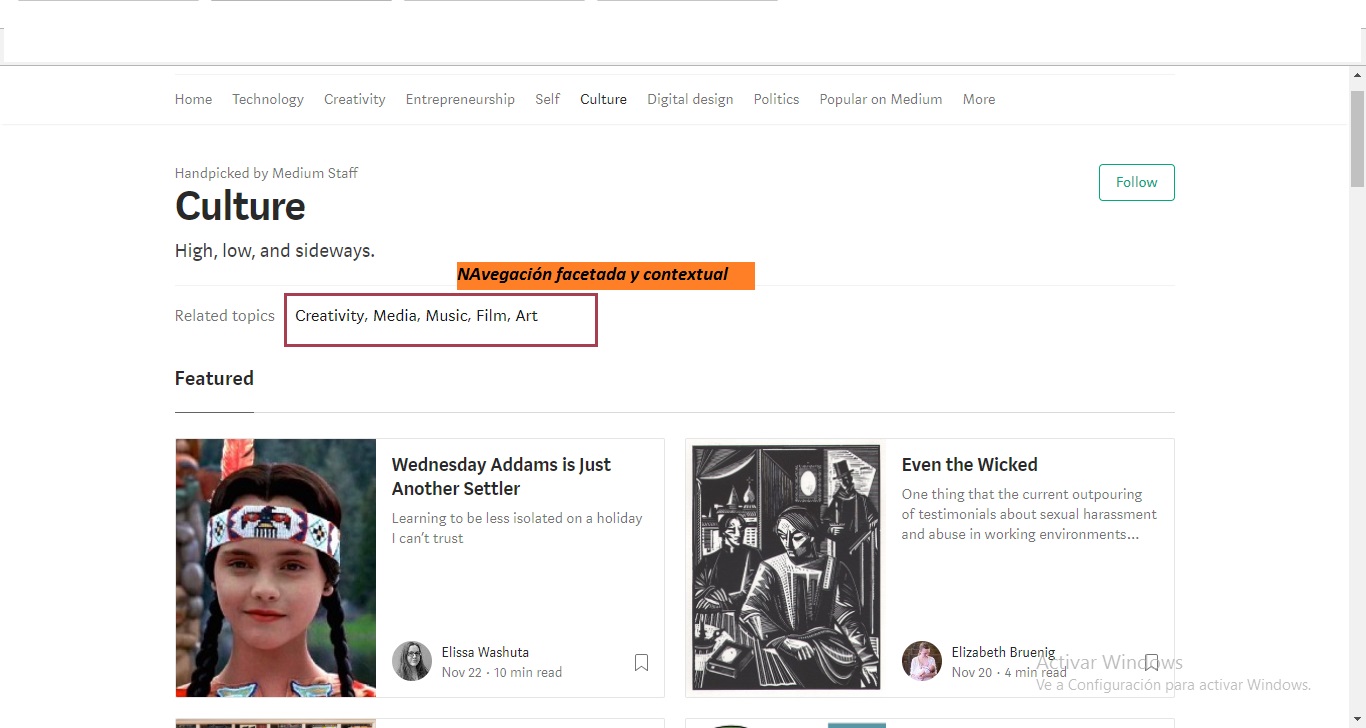 Home Technology Creativity Entrepreneurship Self Culture Digital design Politics Popular on Medium More
Handpicked by Medium Staff
Follow
Culture
High, low, and sideways.
NAvegación facetada y contextual
Related topics Creativity, Media, Music, Film, Art
Featured
Wednesday Addams is Just
Another Settler
Learning to be less isolated on a holiday
I can’t trust
Elissa Washuta
Nov 22 · 10 min read
Even the Wicked
One thing that the current outpouring
of testimonials about sexual harassment
and abuse in working environments…
Elizabeth Bruenig
Nov 20 · 4 min read
Activar Windows
Ve a Configuración para activar Windows.